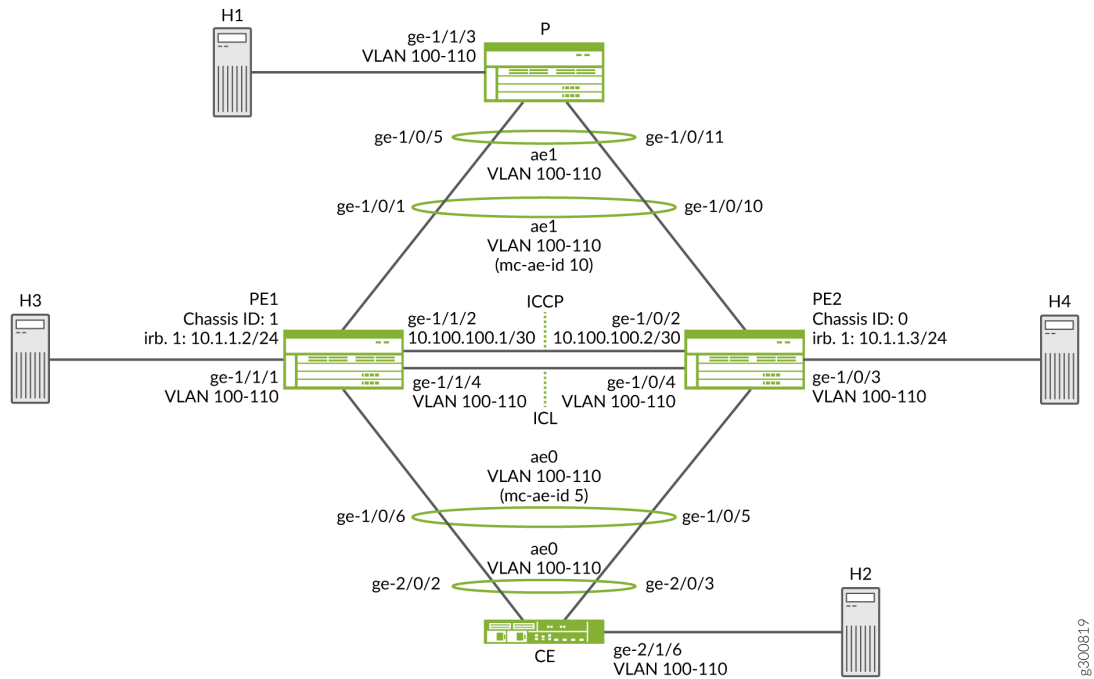 H1
ge-1/1/3
VLAN 100-110
P
ge-1/0/5
ge-1/0/11
ae1
VLAN 100-110
ge-1/0/1
ge-1/0/10
ae1
VLAN 100-110
(mc-ae-id 10)
H3
PE1
Chassis ID: 1
irb. 1: 10.1.1.2/24
ICCP
ge-1/1/2
10.100.100.1/30
ge-1/0/2
10.100.100.2/30
PE2
Chassis ID: 0
irb. 1: 10.1.1.3/24
H4
ge-1/1/1
VLAN 100-110
ge-1/1/4
VLAN 100-110
ge-1/0/4
VLAN 100-110
ICL
ge-1/0/3
VLAN 100-110
ae0
VLAN 100-110
(mc-ae-id 5)
ge-1/0/6
ge-1/0/5
ae0
VLAN 100-110
ge-2/0/2
ge-2/0/3
H2
CE
ge-2/1/6
VLAN 100-110
g300819